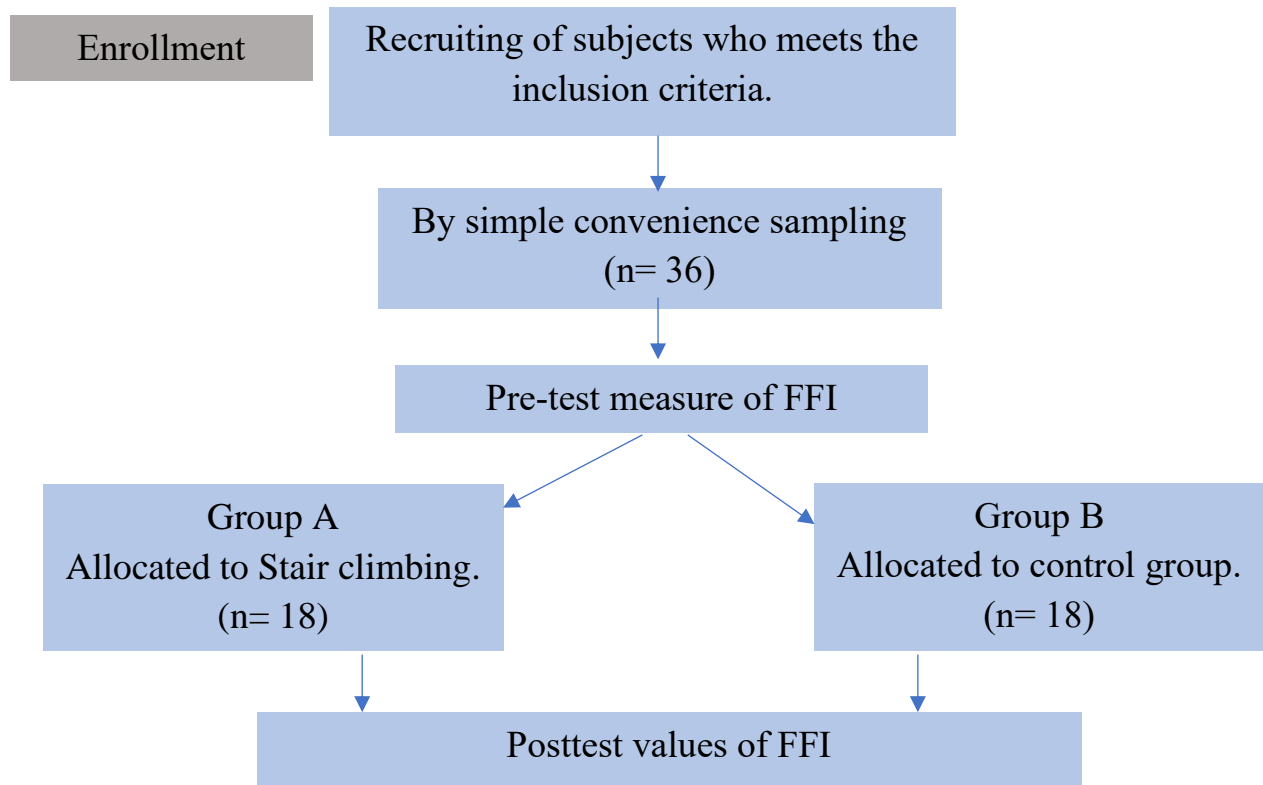 Enrollment
Recruiting of subjects who meets the
inclusion criteria.
By simple convenience sampling
(n= 36)
Pre-test measure of FFI
Group A
Allocated to Stair climbing.
(n= 18)
Group B
Allocated to control group.
(n= 18)
Posttest values of FFI